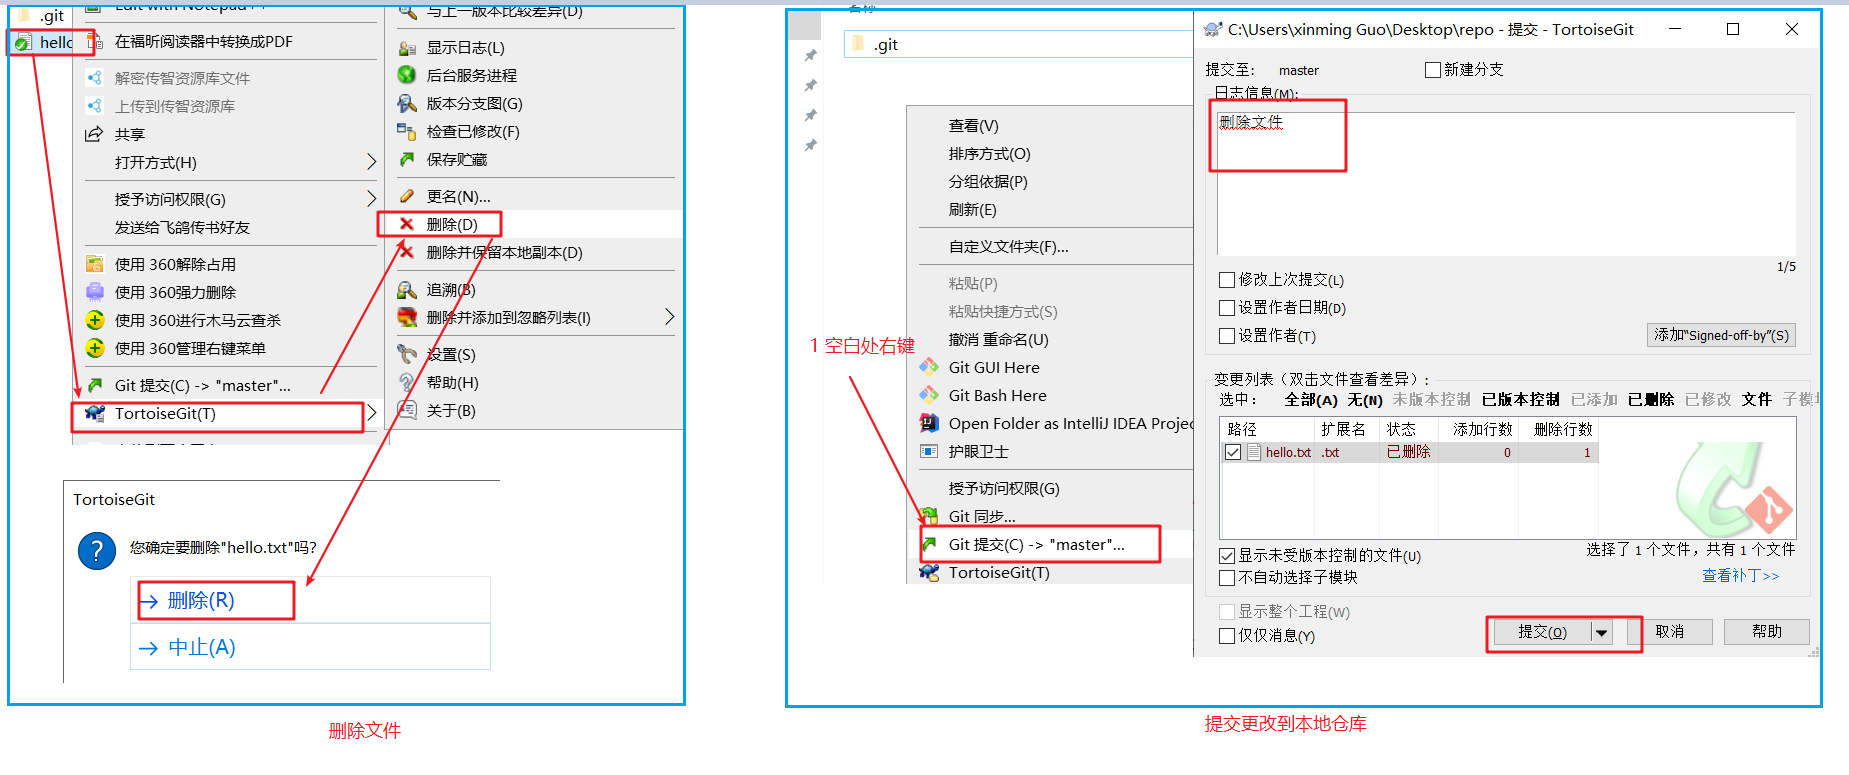 .git
Edit with Notepad++
hello
在福昕阅读器中转换成PDF
解密传智资源库文件
上传到传智资源库
共享
打开方式(H)
授予访问权限(G)
发送给飞鸽传书好友
使用 360解除占用
使用 360强力删除
使用 360进行木马云查杀
使用 360管理右键菜单
Git 提交(C) -> "master"...
TortoiseGit(T)
与上一版本比较差异(D)
显示日志(L)
后台服务进程
版本分支图(G)
检查已修改(F)
保存贮藏
更名(N)...
删除(D)
删除并保留本地副本(D)
追溯(B)
删除并添加到忽略列表(I)
设置(S)
帮助(H)
关于(B)
TortoiseGit
您确定要删除"hello.txt"吗?
删除(R)
中止(A)
删除文件
名称
.git
查看(V)
排序方式(O)
分组依据(P)
刷新(E)
自定义文件夹(F)...
粘贴(P)
粘贴快捷方式(S)
撤消 重命名(U)
Git GUI Here
Git Bash Here
Open Folder as IntelliJ IDEA Projec
护眼卫士
授予访问权限(G)
Git 同步...
Git 提交(C) -> "master"...
TortoiseGit(T)
1 空白处右键
C:\Users\xinming Guo\Desktop\repo - 提交 - TortoiseGit
提交至: master 新建分支
日志信息(M):
删除文件
1/5
修改上次提交(L)
设置作者日期(D)
设置作者(T)
添加“Signed-off-by”(S)
变更列表（双击文件查看差异）:
选中: 全部(A) 无(N) 未版本控制 已版本控制 已添加 已删除 已修改 文件 子模块
路径 扩展名 状态 添加行数 删除行数
hello.txt .txt 已删除 0 1
显示未受版本控制的文件(U)
选择了 1 个文件，共有 1 个文件
不自动选择子模块
查看补丁>>
显示整个工程(W)
仅仅消息(Y)
提交(O) 取消 帮助
提交更改到本地仓库